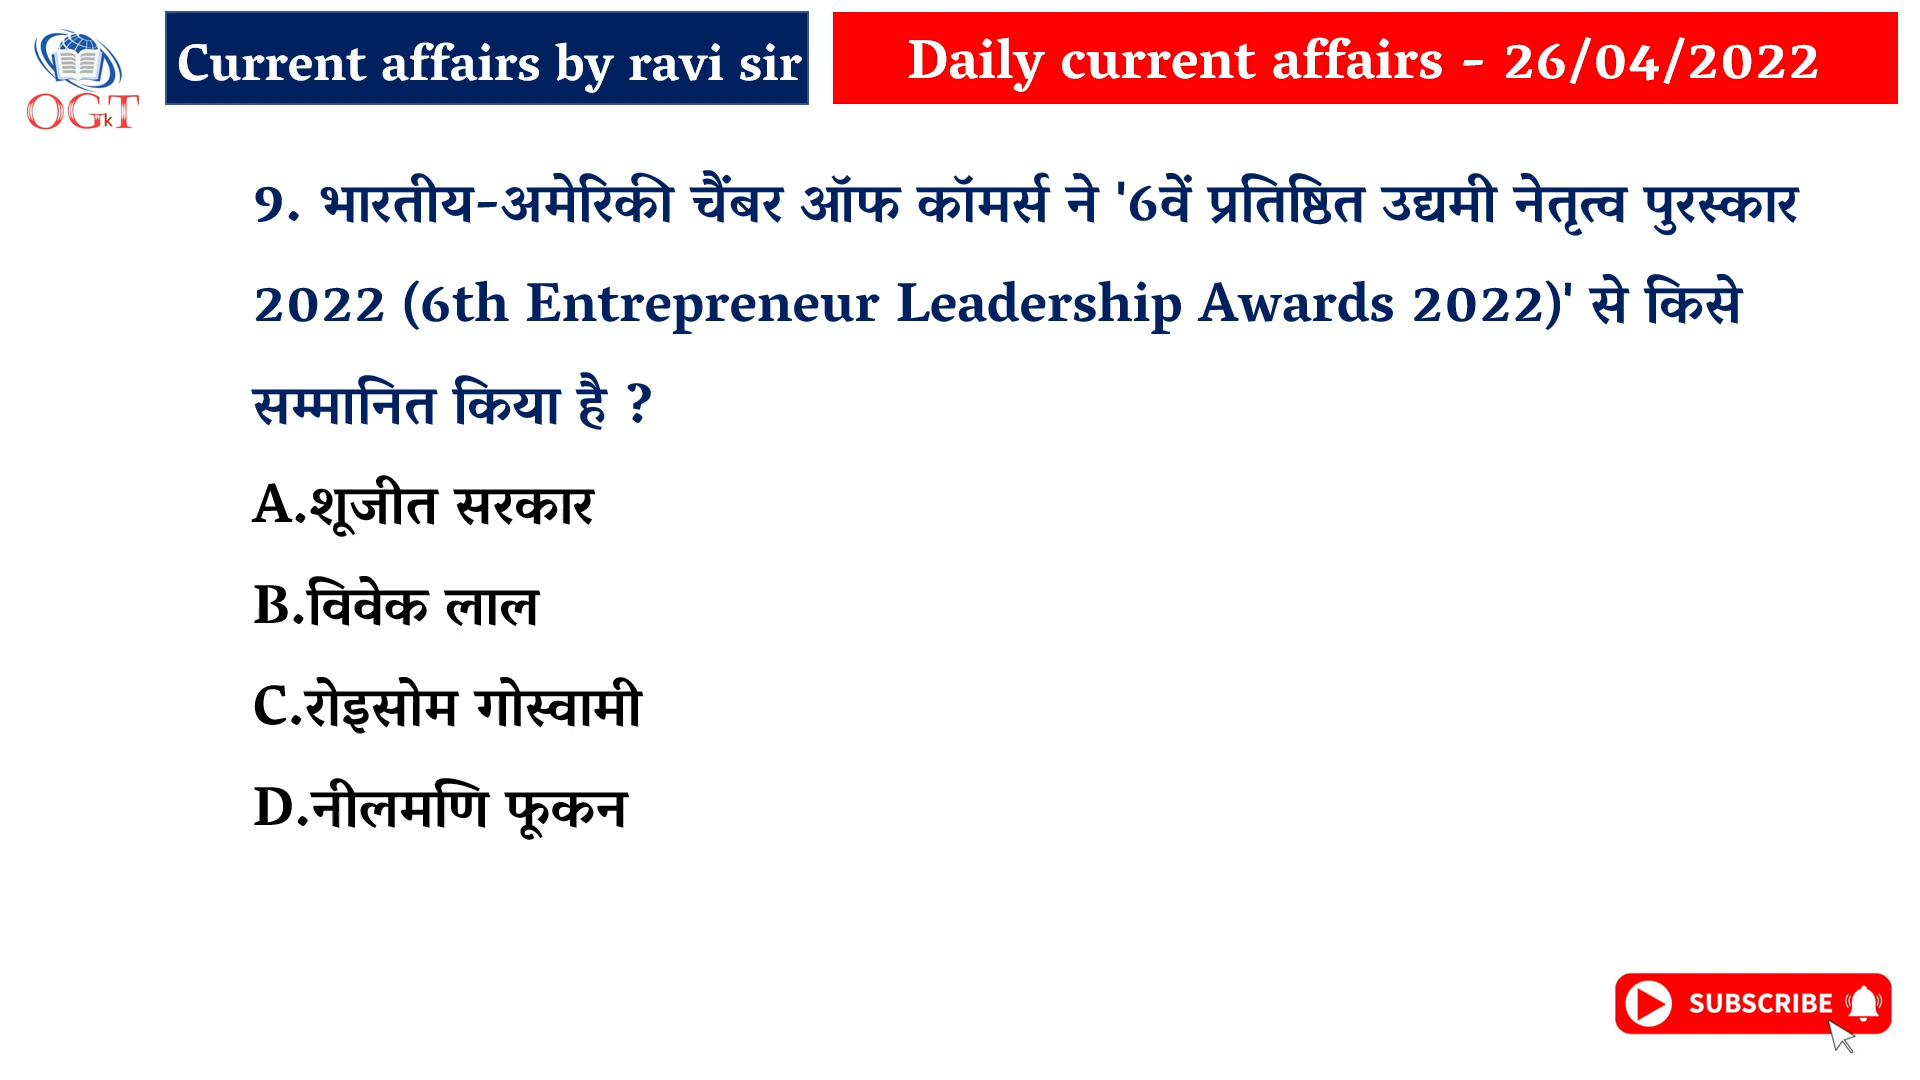 Current affairs by ravi sir
Daily current affairs - 26/04/2022
OGT
Tk
9. भारतीय-अमेरिकी चैंबर ऑफ कॉमर्स ने '6वें प्रतिष्ठित उद्यमी नेतृत्व पुरस्कार
2022 (6th Entrepreneur Leadership Awards 2022)' से किसे
सम्मानित किया है ?
A.शूजीत सरकार
B.विवेक लाल
C.रोइसोम गोस्वामी
D.नीलमणि फूकन
SUBSCRIBE